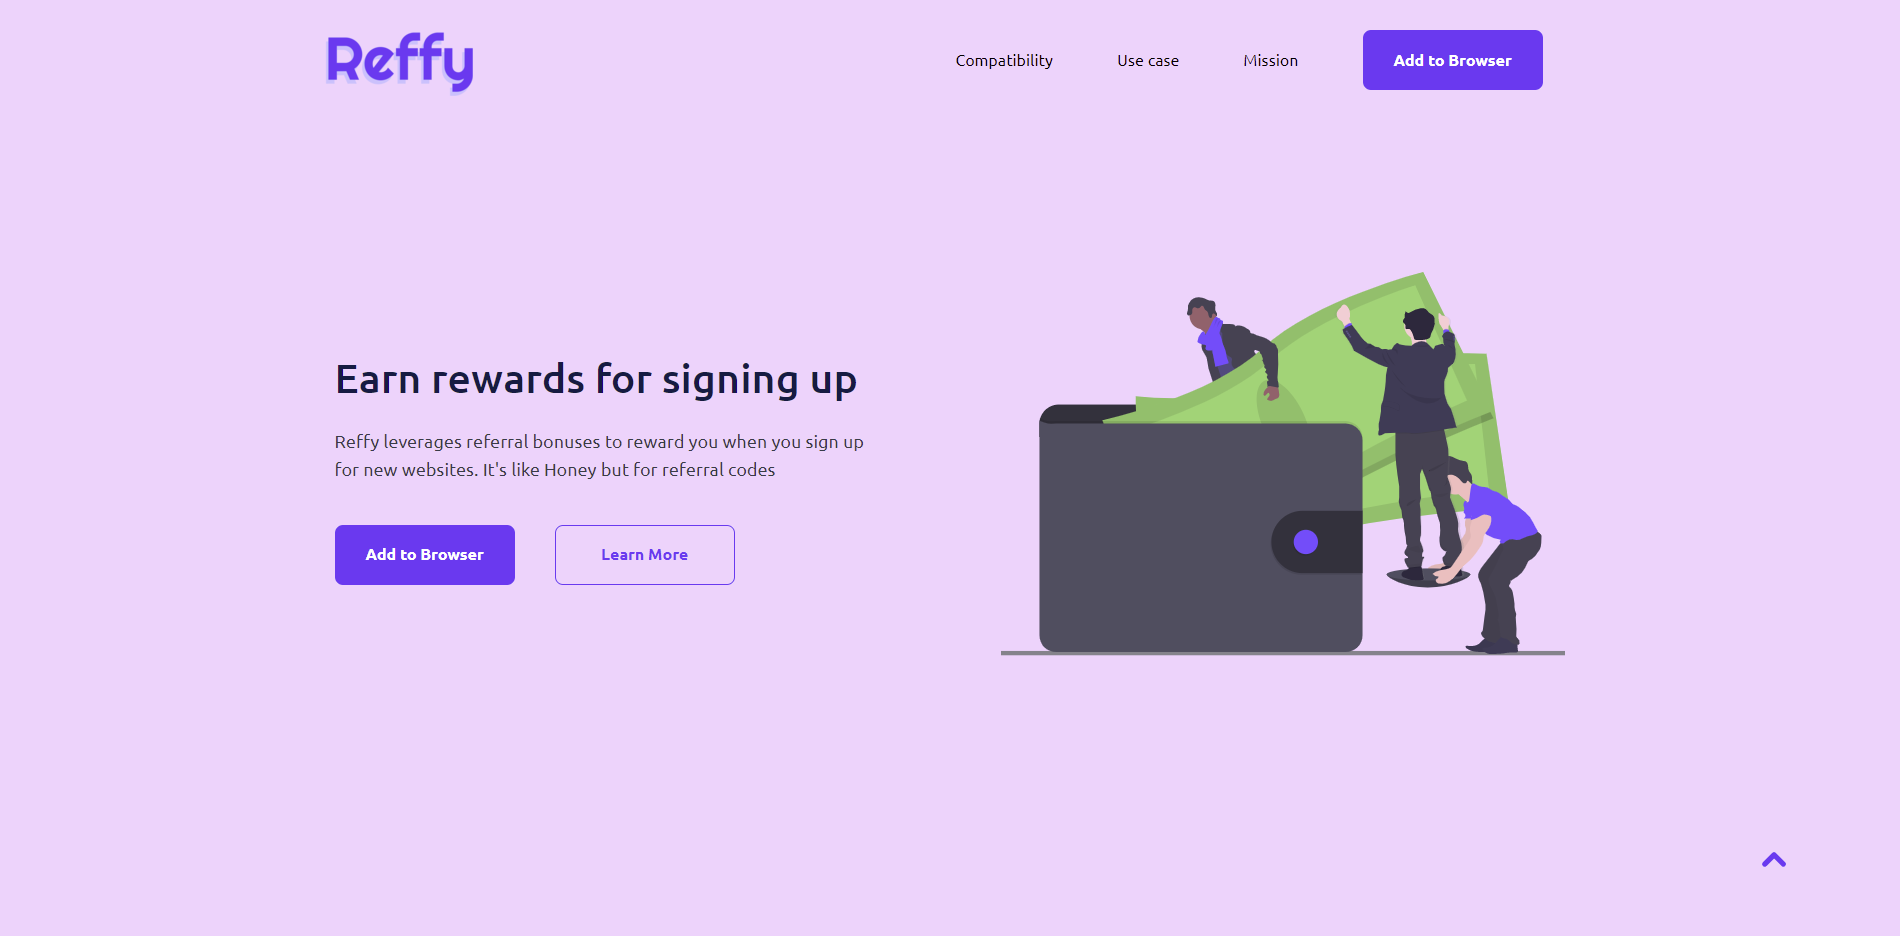 Reffy
Compatibility
Use case
Mission
Add to Browser
Earn rewards for signing up
Reffy leverages referral bonuses to reward you when you sign up
for new websites. It's like Honey but for referral codes
Add to Browser
Learn More